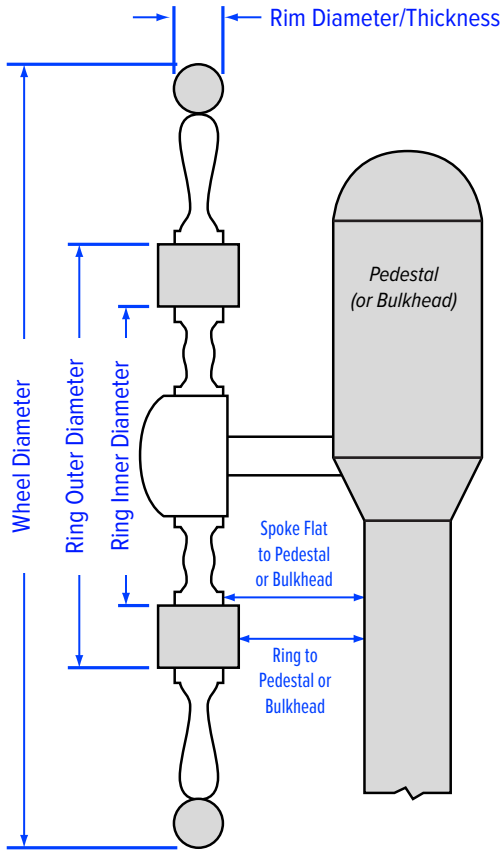 Rim Diameter/Thickness
Pedestal
(or Bulkhead)
Wheel Diameter
Ring Outer Diameter
Ring Inner Diameter
Spoke Flat
to Pedestal
or Bulkhead
Ring to
Pedestal or
Bulkhead